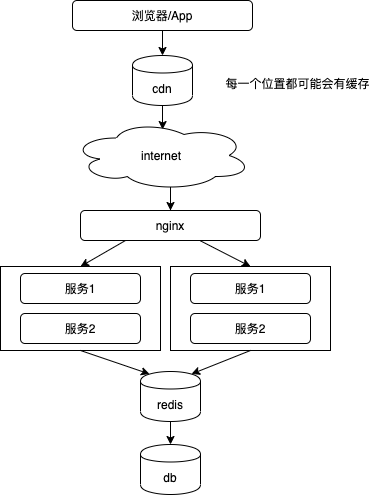 浏览器/App
cdn
每一个位置都可能会有缓存
internet
nginx
服务1
服务1
服务2
服务2
redis
db